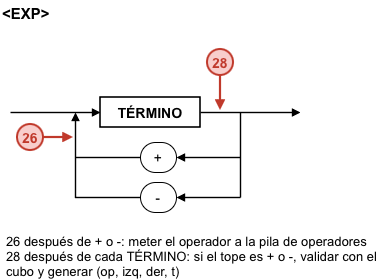 <EXP>
28
TÉRMINO
26
+
-
26 después de + o -: meter el operador a la pila de operadores
28 después de cada TÉRMINO: si el tope es + o -, validar con el
cubo y generar (op, izq, der, t)